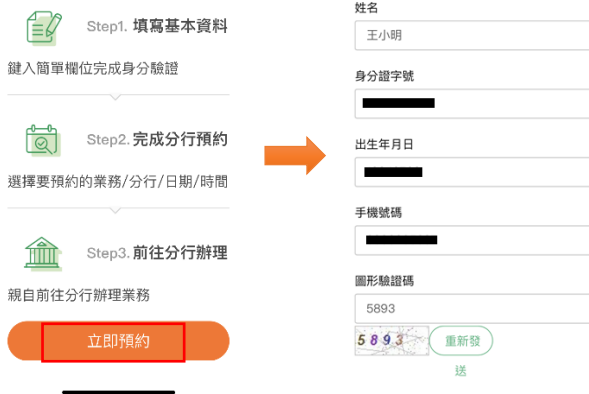 Step1. 填寫基本資料
鍵入簡單欄位完成身分驗證
Step2. 完成分行預約
選擇要預約的業務/分行/日期/時間
Step3. 前往分行辦理
親自前往分行辦理業務
立即預約
姓名
王小明
身分證字號
出生年月日
手機號碼
圖形驗證碼
5893
5893
重新發
送